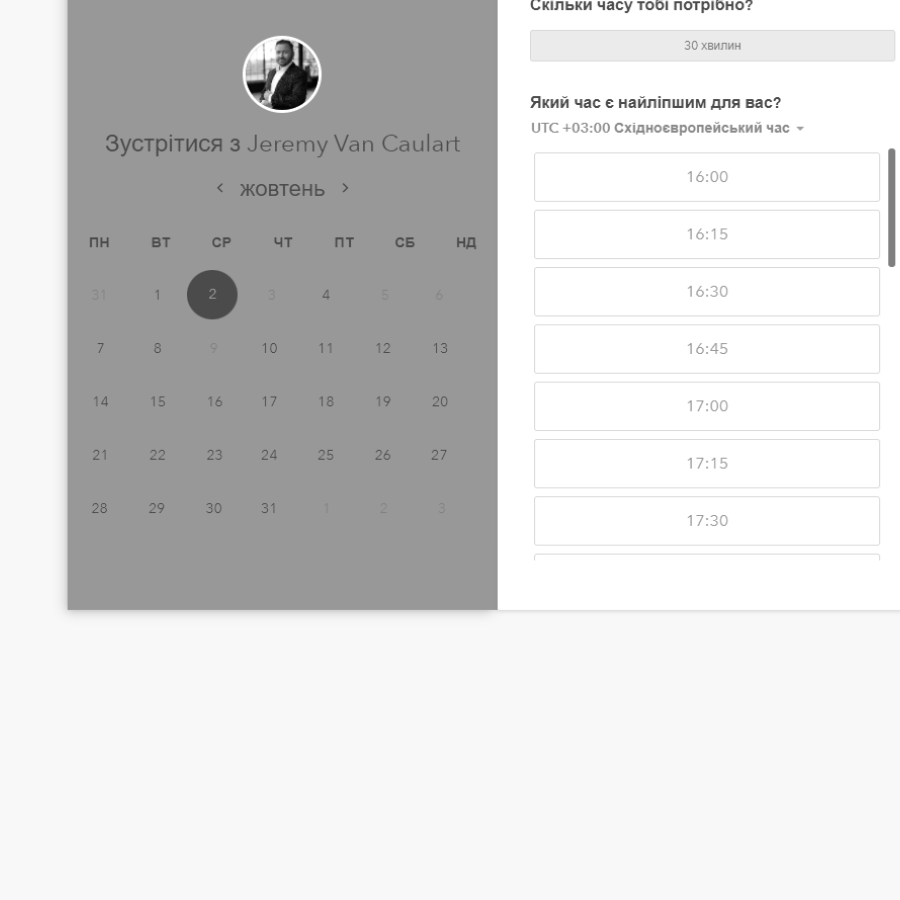 Зустрітися з Jeremy Van Caulart
жовтень
ПН ВТ СР ЧТ ПТ СБ НД
31 1 2 3 4 5 6
7 8 9 10 11 12 13
14 15 16 17 18 19 20
21 22 23 24 25 26 27
28 29 30 31 1 2 3
Скільки часу тобі потрібно?
30 хвилин
Який час є найліпшим для вас?
UTC +03:00 Східноєвропейський час
16:00
16:15
16:30
16:45
17:00
17:15
17:30